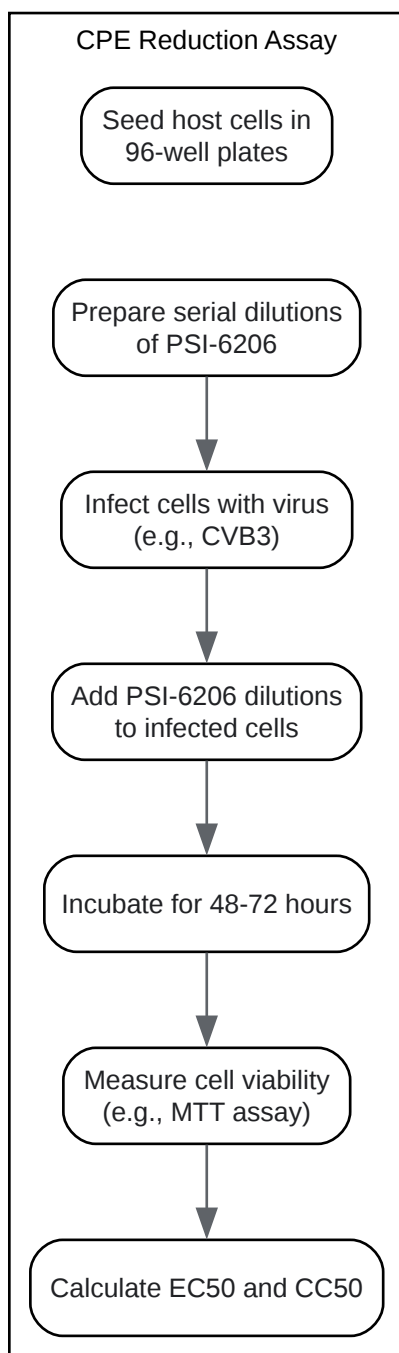 CPE Reduction Assay
Seed host cells in
96-well plates
Prepare serial dilutions
of PSI-6206
Infect cells with virus
(e.g., CVB3)
Add PSI-6206 dilutions
to infected cells
Incubate for 48-72 hours
Measure cell viability
(e.g., MTT assay)
Calculate EC50 and CC50